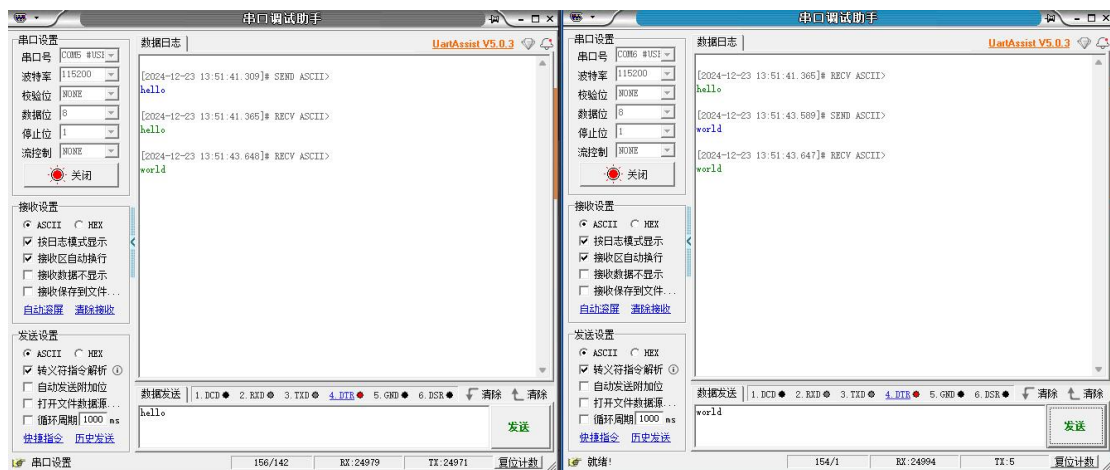 串口调试助手
串口设置
串口号 COM5 #USI
波特率 115200
校验位 NONE
数据位 8
停止位 1
流控制 NONE
关闭
接收设置
ASCII HEX
按日志模式显示
接收区自动换行
接收数据不显示
接收保存到文件...
自动滚屏 清除接收
发送设置
ASCII HEX
转义符指令解析
自动发送附加位
打开文件数据源...
循环周期 1000 ms
快捷指令 历史发送
数据日志 UartAssist V5.0.3
[2024-12-23 13:51:41.309]# SEND ASCII>
hello
[2024-12-23 13:51:41.365]# RECV ASCII>
hello
[2024-12-23 13:51:43.648]# RECV ASCII>
world
数据发送 1.DCD 2.RXD 3.TXD 4.DTR 5.GND 6.DSR 清除 清除
hello
发送
串口设置 156/142 RX:24979 TX:24971 复位计数
串口调试助手
串口设置
串口号 COM6 #USI
波特率 115200
校验位 NONE
数据位 8
停止位 1
流控制 NONE
关闭
接收设置
ASCII HEX
按日志模式显示
接收区自动换行
接收数据不显示
接收保存到文件...
自动滚屏 清除接收
发送设置
ASCII HEX
转义符指令解析
自动发送附加位
打开文件数据源...
循环周期 1000 ms
快捷指令 历史发送
数据日志 UartAssist V5.0.3
[2024-12-23 13:51:41.365]# RECV ASCII>
hello
[2024-12-23 13:51:43.589]# SEND ASCII>
world
[2024-12-23 13:51:43.647]# RECV ASCII>
world
数据发送 1.DCD 2.RXD 3.TXD 4.DTR 5.GND 6.DSR 清除 清除
world
发送
就绪! 154/1 RX:24994 TX:5 复位计数